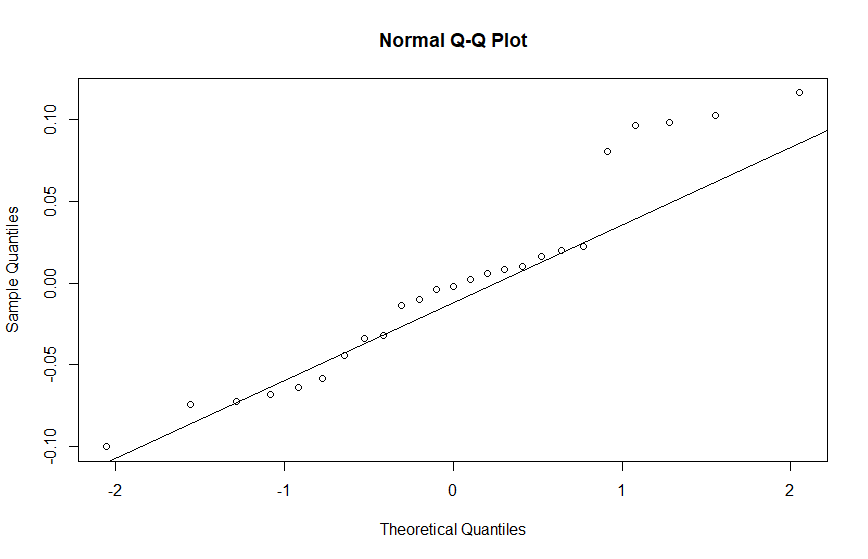 Normal Q-Q Plot
Sample Quantiles
0.10
0.05
0.00
-0.05
-0.10
-2 -1 0 1 2
Theoretical Quantiles